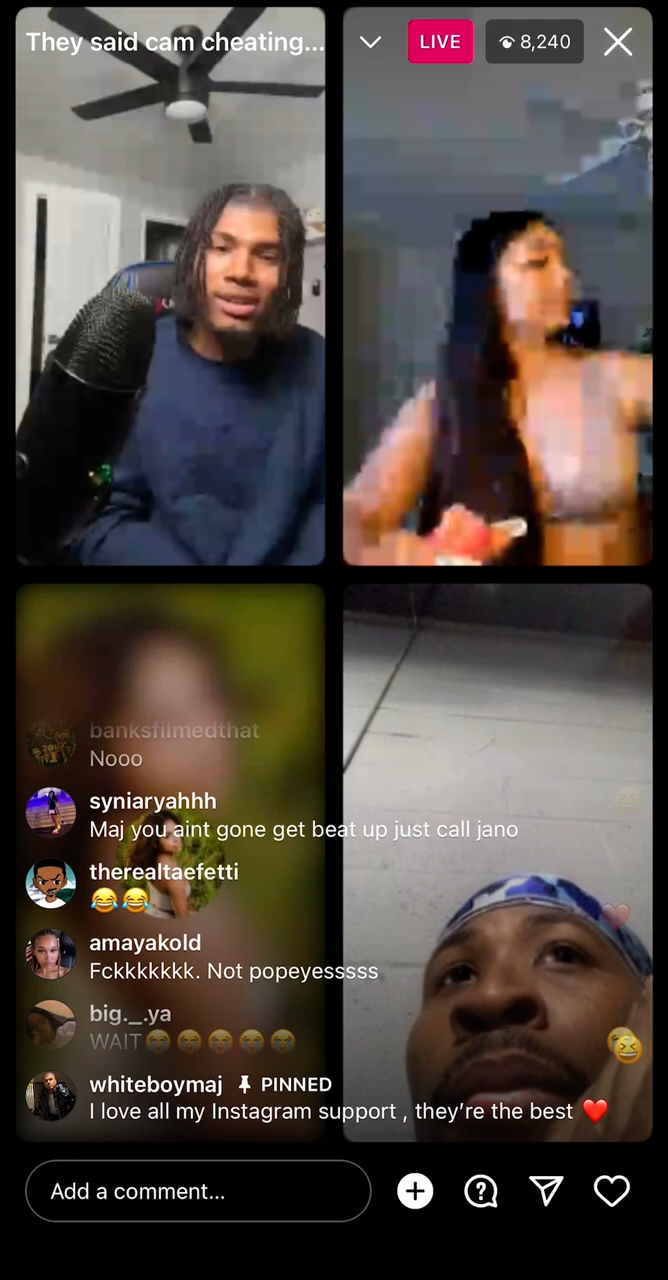 They said cam cheating...
LIVE
8,240
banksfilmedthat
Nooo
syniaryahhh
Maj you aint gone get beat up just call jano
therealtaefetti
😂😂
amayakold
Fckkkkkkk. Not popeyesssss
big._.ya
WAIT😭😭😭😭😭
whiteboymaj PINNED
I love all my Instagram support , they’re the best ❤️
Add a comment...